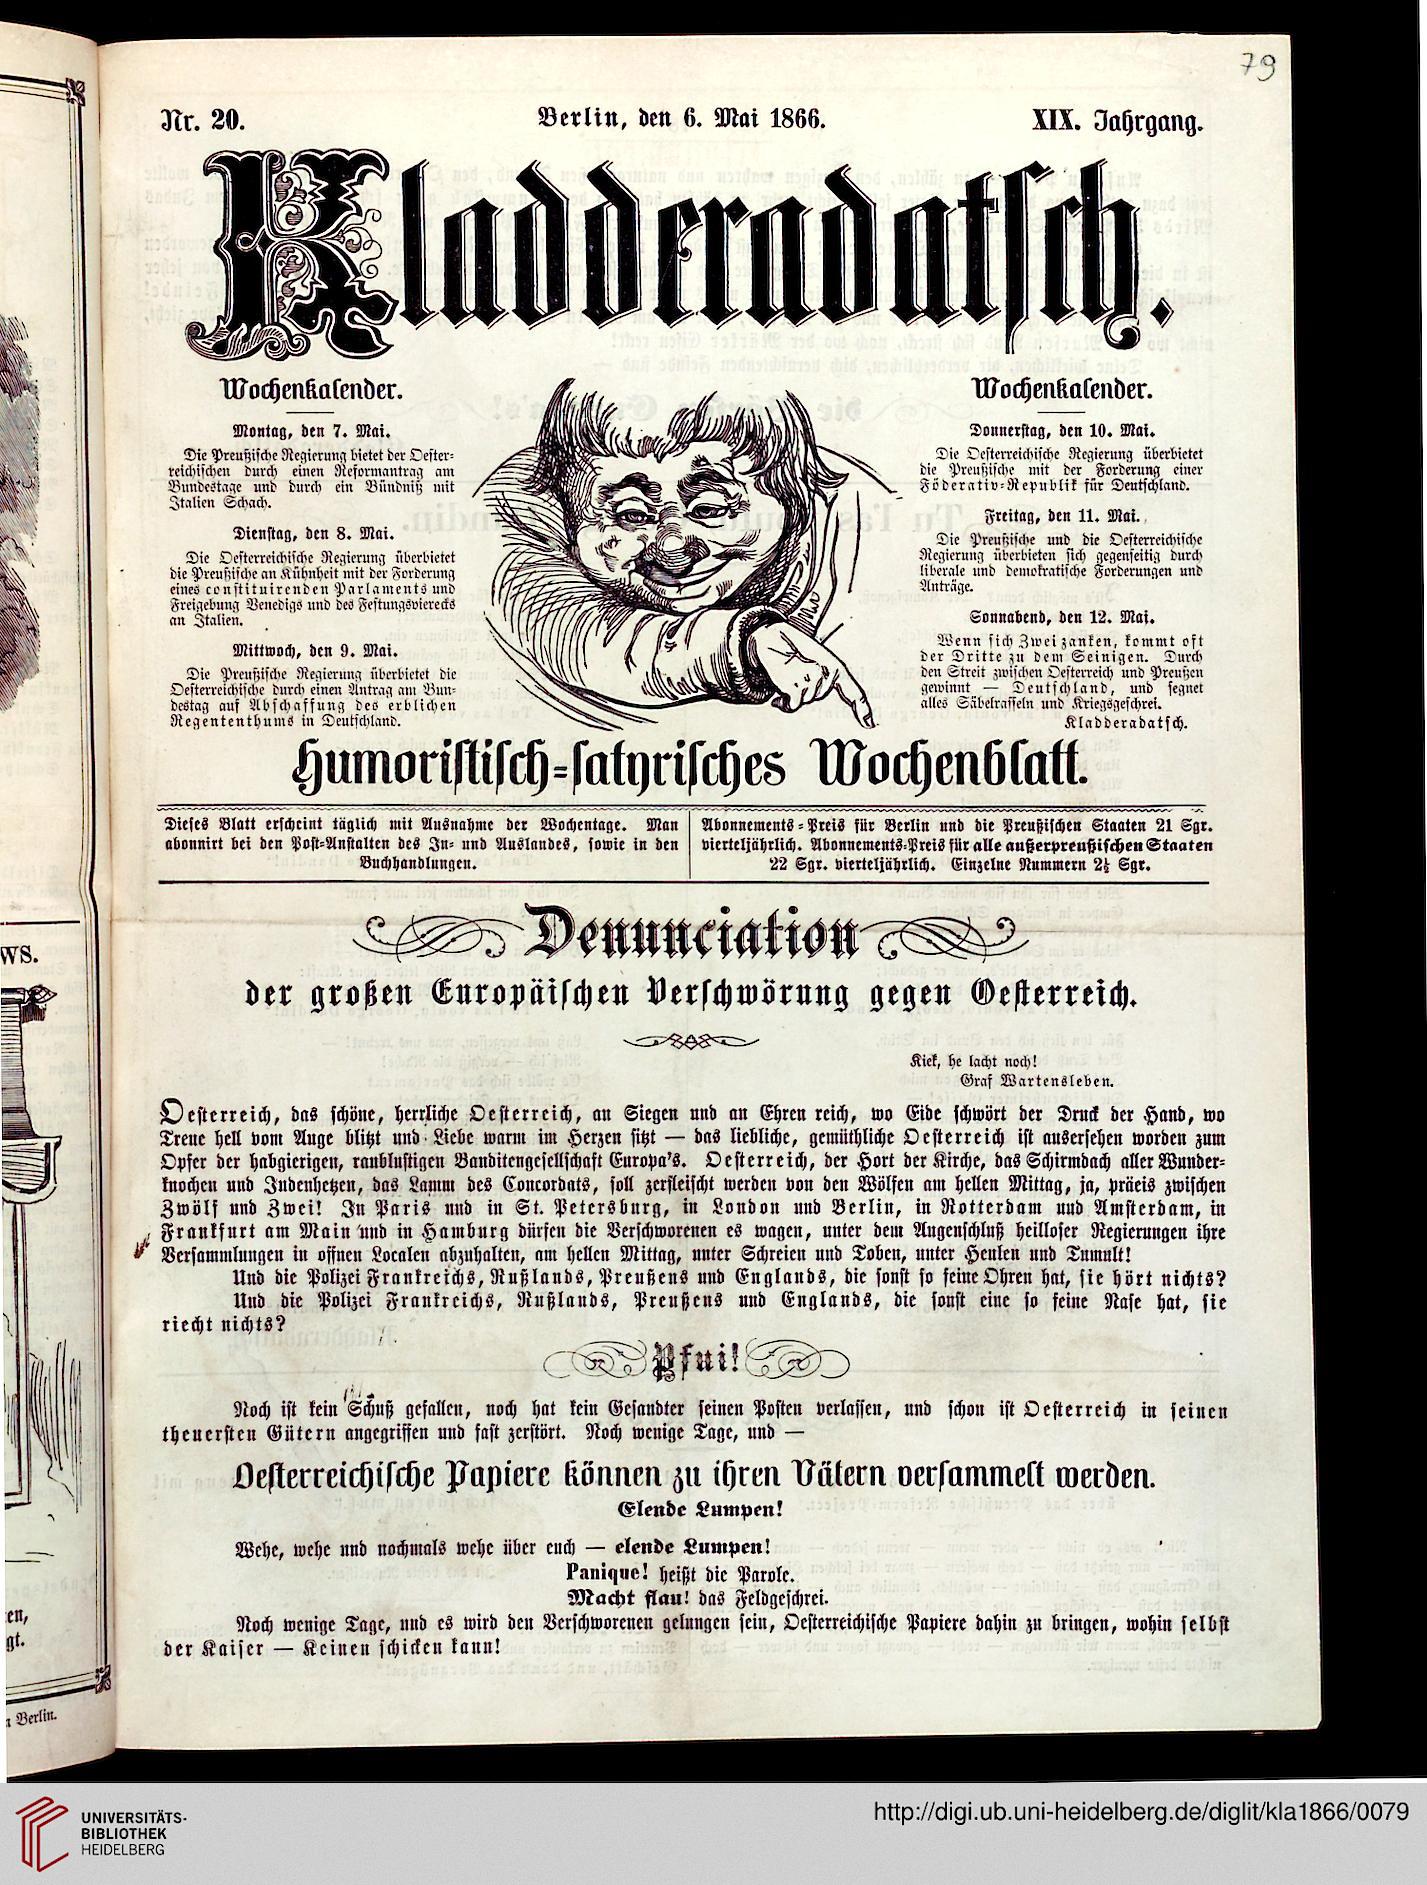 79
Nr. 20.
Berlin, den 6. Mai 1866.
XIX. Jahrgang.
Kladderadatsch.
Wochenkalender.
Montag, den 7. Mai.
Die Preußische Regierung bietet der Oester-
reichischen durch einen Reformantrag am
Bundestage und durch ein Bündniß mit
Italien Schach.
Dienstag, den 8. Mai.
Die Oesterreichische Regierung überbietet
die Preußische an Kühnheit mit der Forderung
eines constituirenden Parlaments und
Freigebung Venedigs und des Festungsvierecks
an Italien.
Mittwoch, den 9. Mai.
Die Preußische Regierung überbietet die
Oesterreichische durch einen Antrag am Bun-
destag auf Abschaffung des erblichen
Regententhums in Deutschland.
Wochenkalender.
Donnerstag, den 10. Mai.
Die Oesterreichische Regierung überbietet
die Preußische mit der Forderung einer
Föderativ-Republik für Deutschland.
Freitag, den 11. Mai.
Die Preußische und die Oesterreichische
Regierung überbieten sich gegenseitig durch
liberale und demokratische Forderungen und
Anträge.
Sonnabend, den 12. Mai.
Wenn sich Zwei zanken, kommt oft
der Dritte zu dem Seinigen. Durch
den Streit zwischen Oesterreich und Preußen
gewinnt — Deutschland, und segnet
alles Säbelrasseln und Kriegsgeschrei.
Kladderadatsch.
Humoristisch-satyrisches Wochenblatt.
Dieses Blatt erscheint täglich mit Ausnahme der Wochentage. Man
abonnirt bei den Post-Anstalten des In- und Auslandes, sowie in den
Buchhandlungen.
Abonnements-Preis für Berlin und die Preußischen Staaten 21 Sgr.
vierteljährlich. Abonnements-Preis für alle außerpreußischen Staaten
22 Sgr. vierteljährlich. Einzelne Nummern 2½ Sgr.
Denunciation
der großen Europäischen Verschwörung gegen Oesterreich.
Kiek, he lacht noch!
Graf Wartensleben.
Oesterreich, das schöne, herrliche Oesterreich, an Siegen und an Ehren reich, wo Eide schwört der Druck der Hand, wo
Treue hell vom Auge blitzt und Liebe warm im Herzen sitzt — das liebliche, gemüthliche Oesterreich ist ausersehen worden zum
Opfer der habgierigen, raublustigen Banditengesellschaft Europa's. Oesterreich, der Hort der Kirche, das Schirmdach aller Wunder-
knochen und Judenhetzen, das Lamm des Concordats, soll zerfleischt werden von den Wölfen am hellen Mittag, ja, präcis zwischen
Zwölf und Zwei! In Paris und in St. Petersburg, in London und Berlin, in Rotterdam und Amsterdam, in
Frankfurt am Main und in Hamburg dürfen die Verschworenen es wagen, unter dem Augenschluß heilloser Regierungen ihre
Versammlungen in offnen Localen abzuhalten, am hellen Mittag, unter Schreien und Toben, unter Heulen und Tumult!
Und die Polizei Frankreichs, Rußlands, Preußens und Englands, die sonst so feine Ohren hat, sie hört nichts?
Und die Polizei Frankreichs, Rußlands, Preußens und Englands, die sonst eine so feine Nase hat, sie
riecht nichts?
Pfui!
Noch ist kein Schuß gefallen, noch hat kein Gesandter seinen Posten verlassen, und schon ist Oesterreich in seinen
theuersten Gütern angegriffen und fast zerstört. Noch wenige Tage, und —
Oesterreichische Papiere können zu ihren Vätern versammelt werden.
Elende Lumpen!
Wehe, wehe und nochmals wehe über euch — elende Lumpen!
Panique! heißt die Parole.
Macht flau! das Feldgeschrei.
Noch wenige Tage, und es wird den Verschworenen gelungen sein, Oesterreichische Papiere dahin zu bringen, wohin selbst
der Kaiser — Keinen schicken kann!
ws.
en,
gt.
n Berlin.
UNIVERSITÄTS-
BIBLIOTHEK
HEIDELBERG
http://digi.ub.uni-heidelberg.de/diglit/kla1866/0079